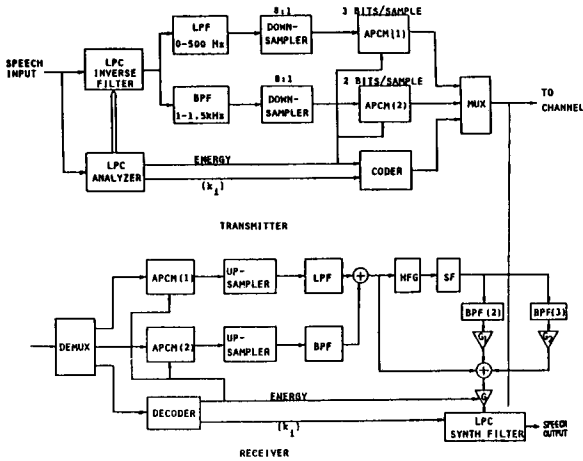 8:1
3 BITS/SAMPLE
LPF
0-500 Hz
DOWN-
SAMPLER
APCM(1)
SPEECH
INPUT
LPC
INVERSE
FILTER
8:1
2 BITS/SAMPLE
BPF
1-1.5kHz
DOWN-
SAMPLER
APCM(2)
MUX
TO
CHANNEL
LPC
ANALYZER
ENERGY
(k_i)
CODER
TRANSMITTER
APCM(1)
UP-
SAMPLER
LPF
+
HFG
SF
BPF(2)
BPF(3)
DEMUX
APCM(2)
UP-
SAMPLER
BPF
G1
G2
+
DECODER
ENERGY
G
(k_i)
LPC
SYNTH FILTER
SPEECH
OUTPUT
RECEIVER